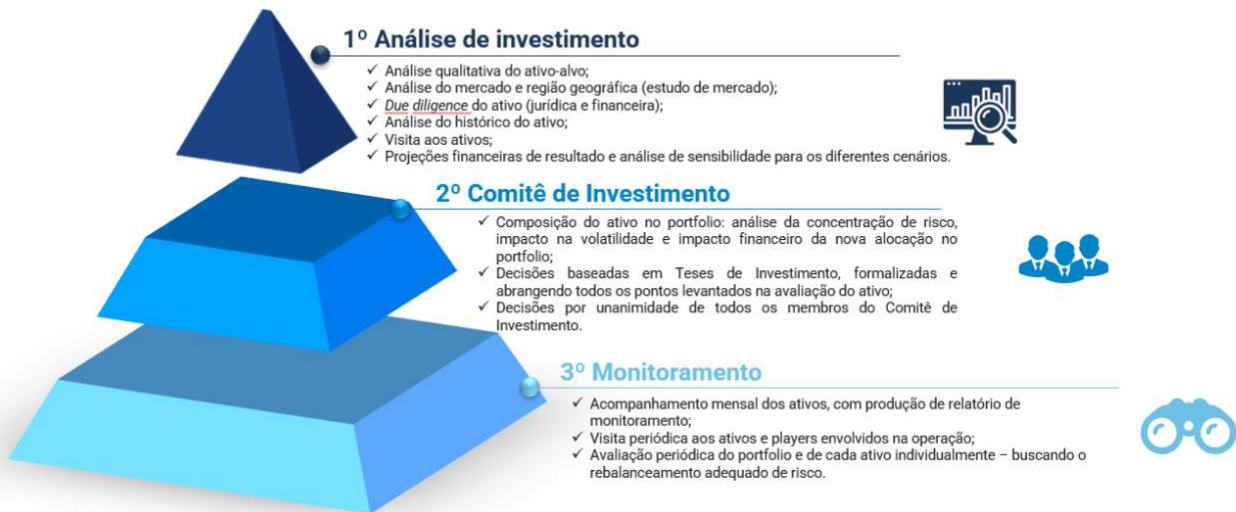 1º Análise de investimento
✓ Análise qualitativa do ativo-alvo;
✓ Análise do mercado e região geográfica (estudo de mercado);
✓ Due diligence do ativo (jurídica e financeira);
✓ Análise do histórico do ativo;
✓ Visita aos ativos;
✓ Projeções financeiras de resultado e análise de sensibilidade para os diferentes cenários.
2º Comitê de Investimento
✓ Composição do ativo no portfolio: análise da concentração de risco,
impacto na volatilidade e impacto financeiro da nova alocação no
portfolio;
✓ Decisões baseadas em Teses de Investimento, formalizadas e
abrangendo todos os pontos levantados na avaliação do ativo;
✓ Decisões por unanimidade de todos os membros do Comitê de
Investimento.
3º Monitoramento
✓ Acompanhamento mensal dos ativos, com produção de relatório de
monitoramento;
✓ Visita periódica aos ativos e players envolvidos na operação;
✓ Avaliação periódica do portfolio e de cada ativo individualmente – buscando o
rebalanceamento adequado de risco.